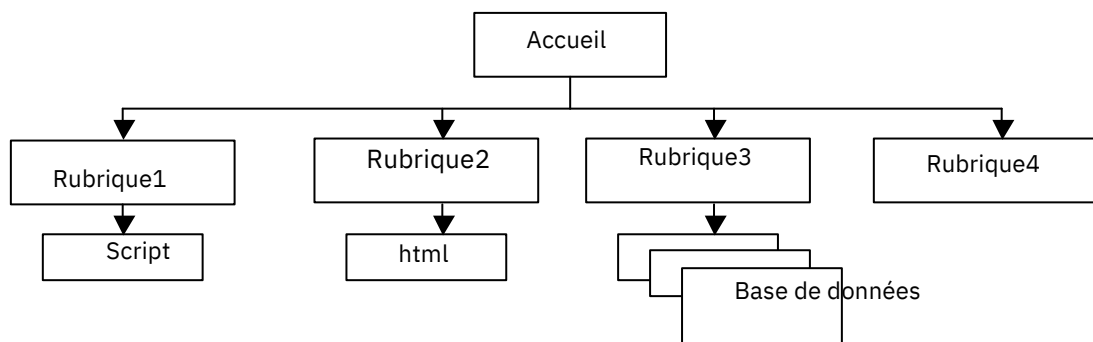 Accueil
Rubrique1
Rubrique2
Rubrique3
Rubrique4
Script
html
Base de données